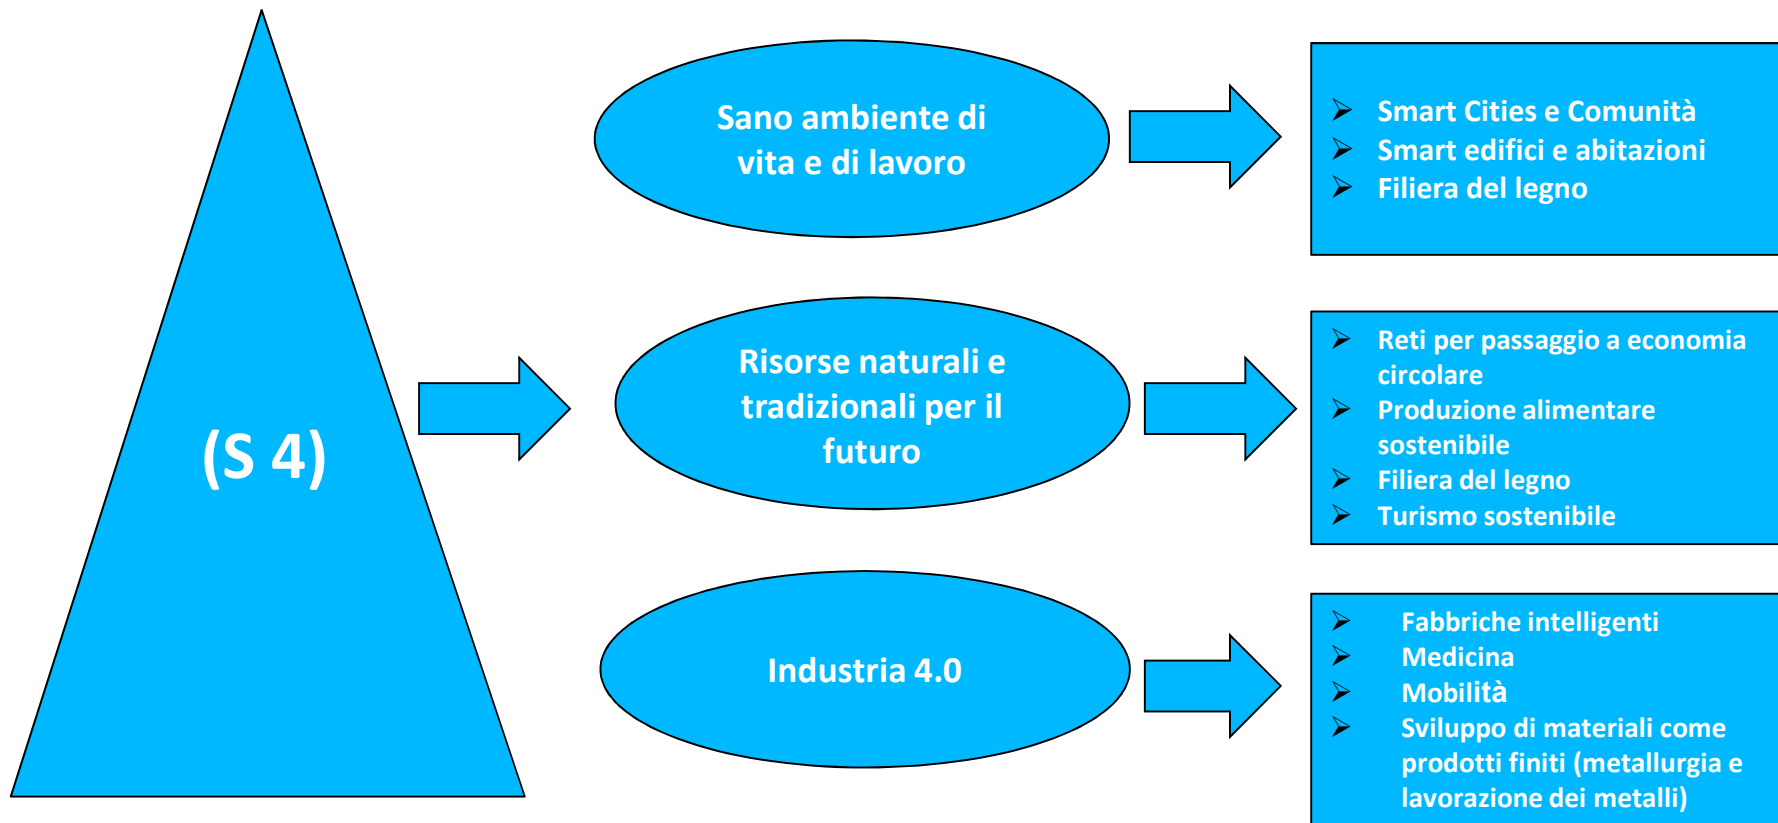 (S 4)
Sano ambiente di
vita e di lavoro
Smart Cities e Comunità
Smart edifici e abitazioni
Filiera del legno
Risorse naturali e
tradizionali per il
futuro
Reti per passaggio a economia
circolare
Produzione alimentare
sostenibile
Filiera del legno
Turismo sostenibile
Industria 4.0
Fabbriche intelligenti
Medicina
Mobilità
Sviluppo di materiali come
prodotti finiti (metallurgia e
lavorazione dei metalli)